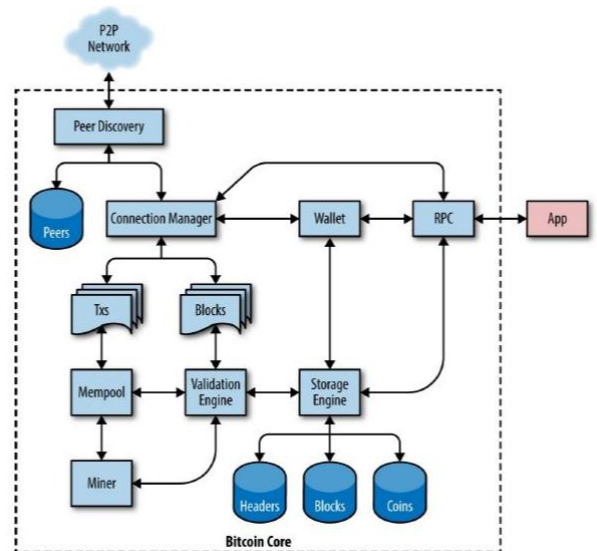 P2P
Network
Peer Discovery
Peers
Connection Manager
Wallet
RPC
App
Txs
Blocks
Mempool
Validation
Engine
Storage
Engine
Miner
Headers
Blocks
Coins
Bitcoin Core